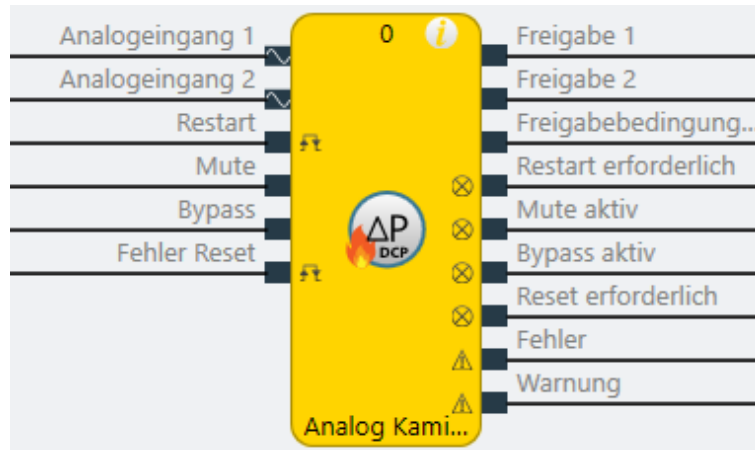 Analogeingang 1
Analogeingang 2
Restart
Mute
Bypass
Fehler Reset
0
i
ΔP
DCP
Analog Kami...
Freigabe 1
Freigabe 2
Freigabebedingung...
Restart erforderlich
Mute aktiv
Bypass aktiv
Reset erforderlich
Fehler
Warnung